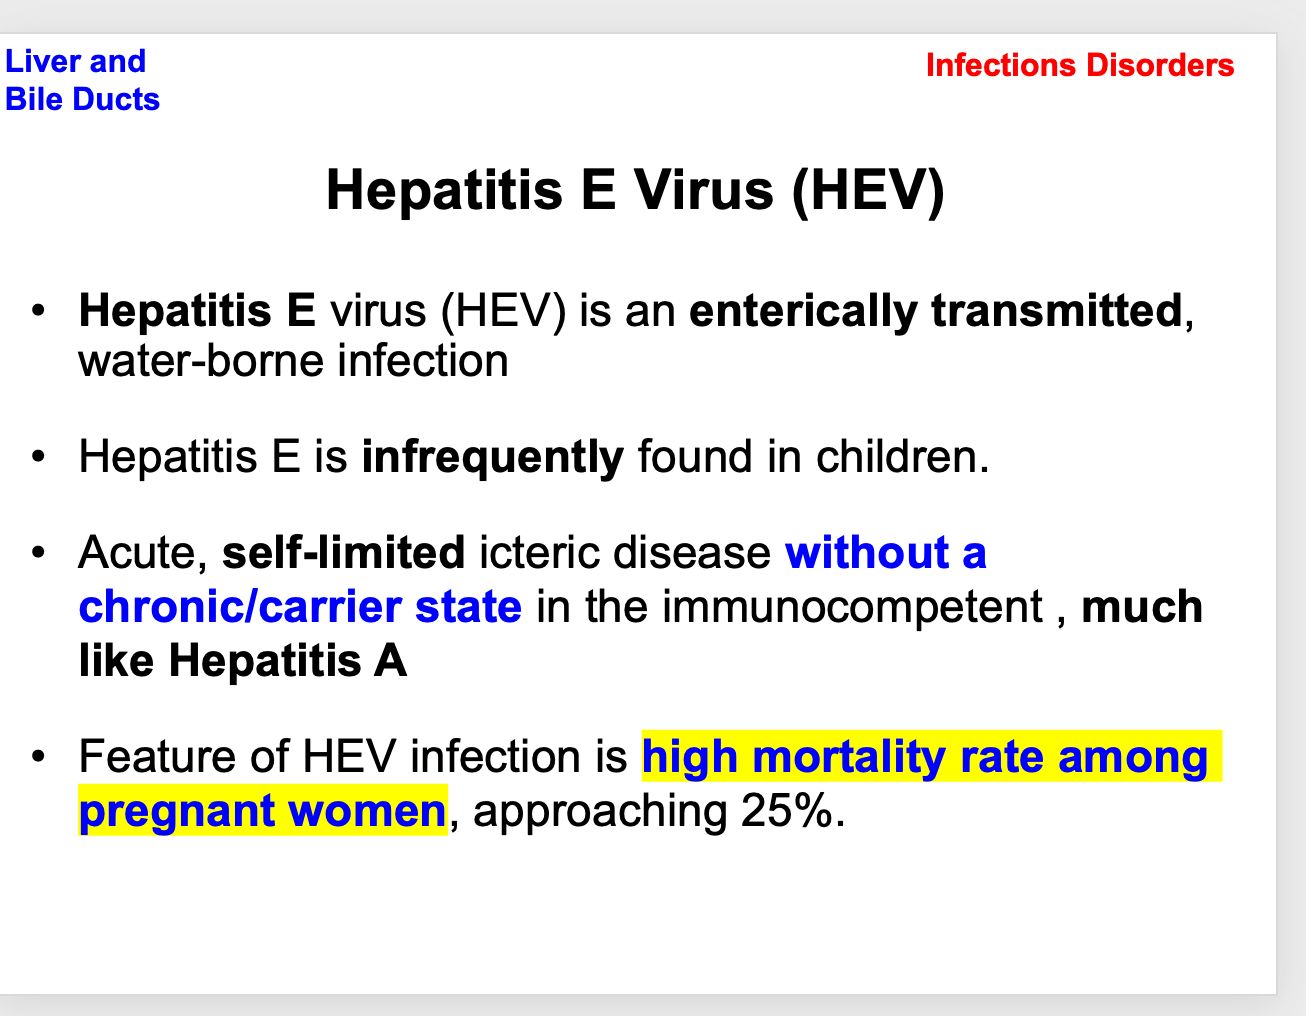 Liver and
Bile Ducts
Infections Disorders
Hepatitis E Virus (HEV)
• Hepatitis E virus (HEV) is an enterically transmitted,
water-borne infection
• Hepatitis E is infrequently found in children.
• Acute, self-limited icteric disease without a
chronic/carrier state in the immunocompetent , much
like Hepatitis A
• Feature of HEV infection is high mortality rate among
pregnant women, approaching 25%.